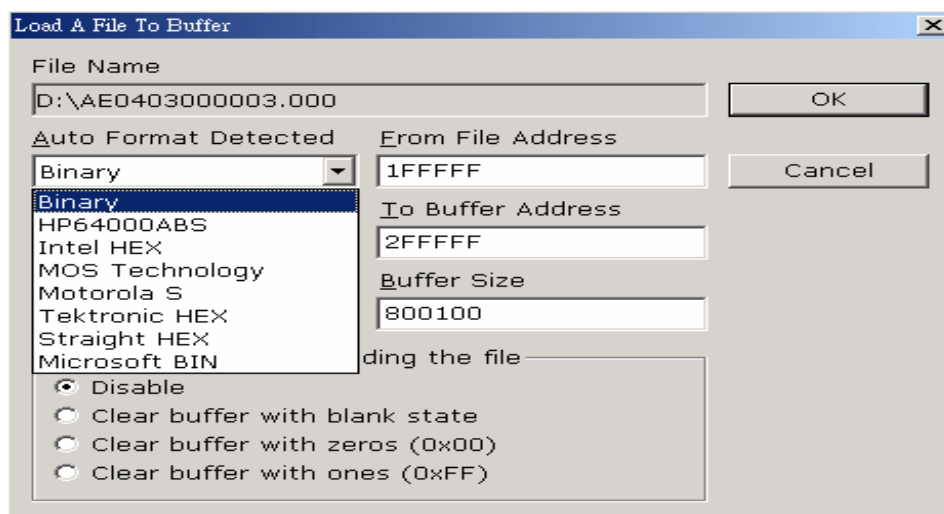 Load A File To Buffer
File Name
D:\AE0403000003.000
OK
Auto Format Detected
From File Address
Binary
1FFFFF
Cancel
Binary
HP64000ABS
Intel HEX
MOS Technology
Motorola S
Tektronic HEX
Straight HEX
Microsoft BIN
To Buffer Address
2FFFFF
Buffer Size
800100
ding the file
Disable
Clear buffer with blank state
Clear buffer with zeros (0x00)
Clear buffer with ones (0xFF)